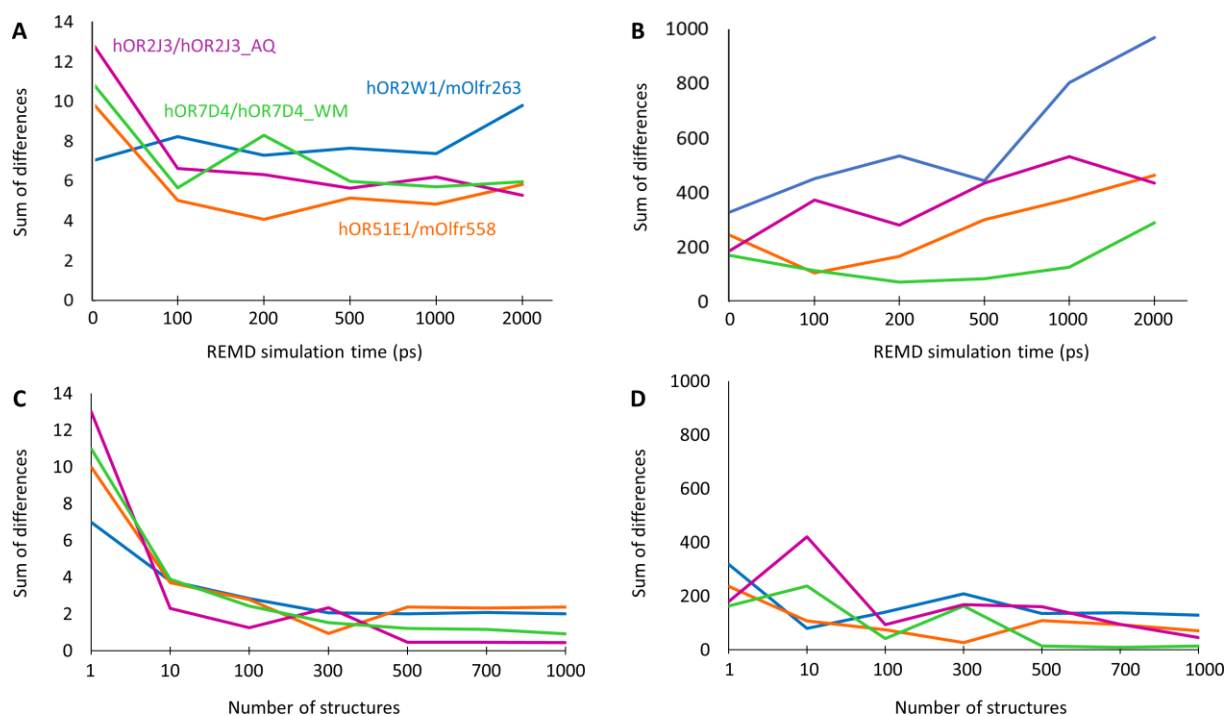 A
Sum of differences
14
12
10
8
6
4
2
0
hOR2J3/hOR2J3_AQ
hOR2W1/mOlfr263
hOR7D4/hOR7D4_WM
hOR51E1/mOlfr558
0 100 200 500 1000 2000
REMD simulation time (ps)
B
Sum of differences
1000
800
600
400
200
0
0 100 200 500 1000 2000
REMD simulation time (ps)
C
Sum of differences
14
12
10
8
6
4
2
0
1 10 100 300 500 700 1000
Number of structures
D
Sum of differences
1000
800
600
400
200
0
1 10 100 300 500 700 1000
Number of structures